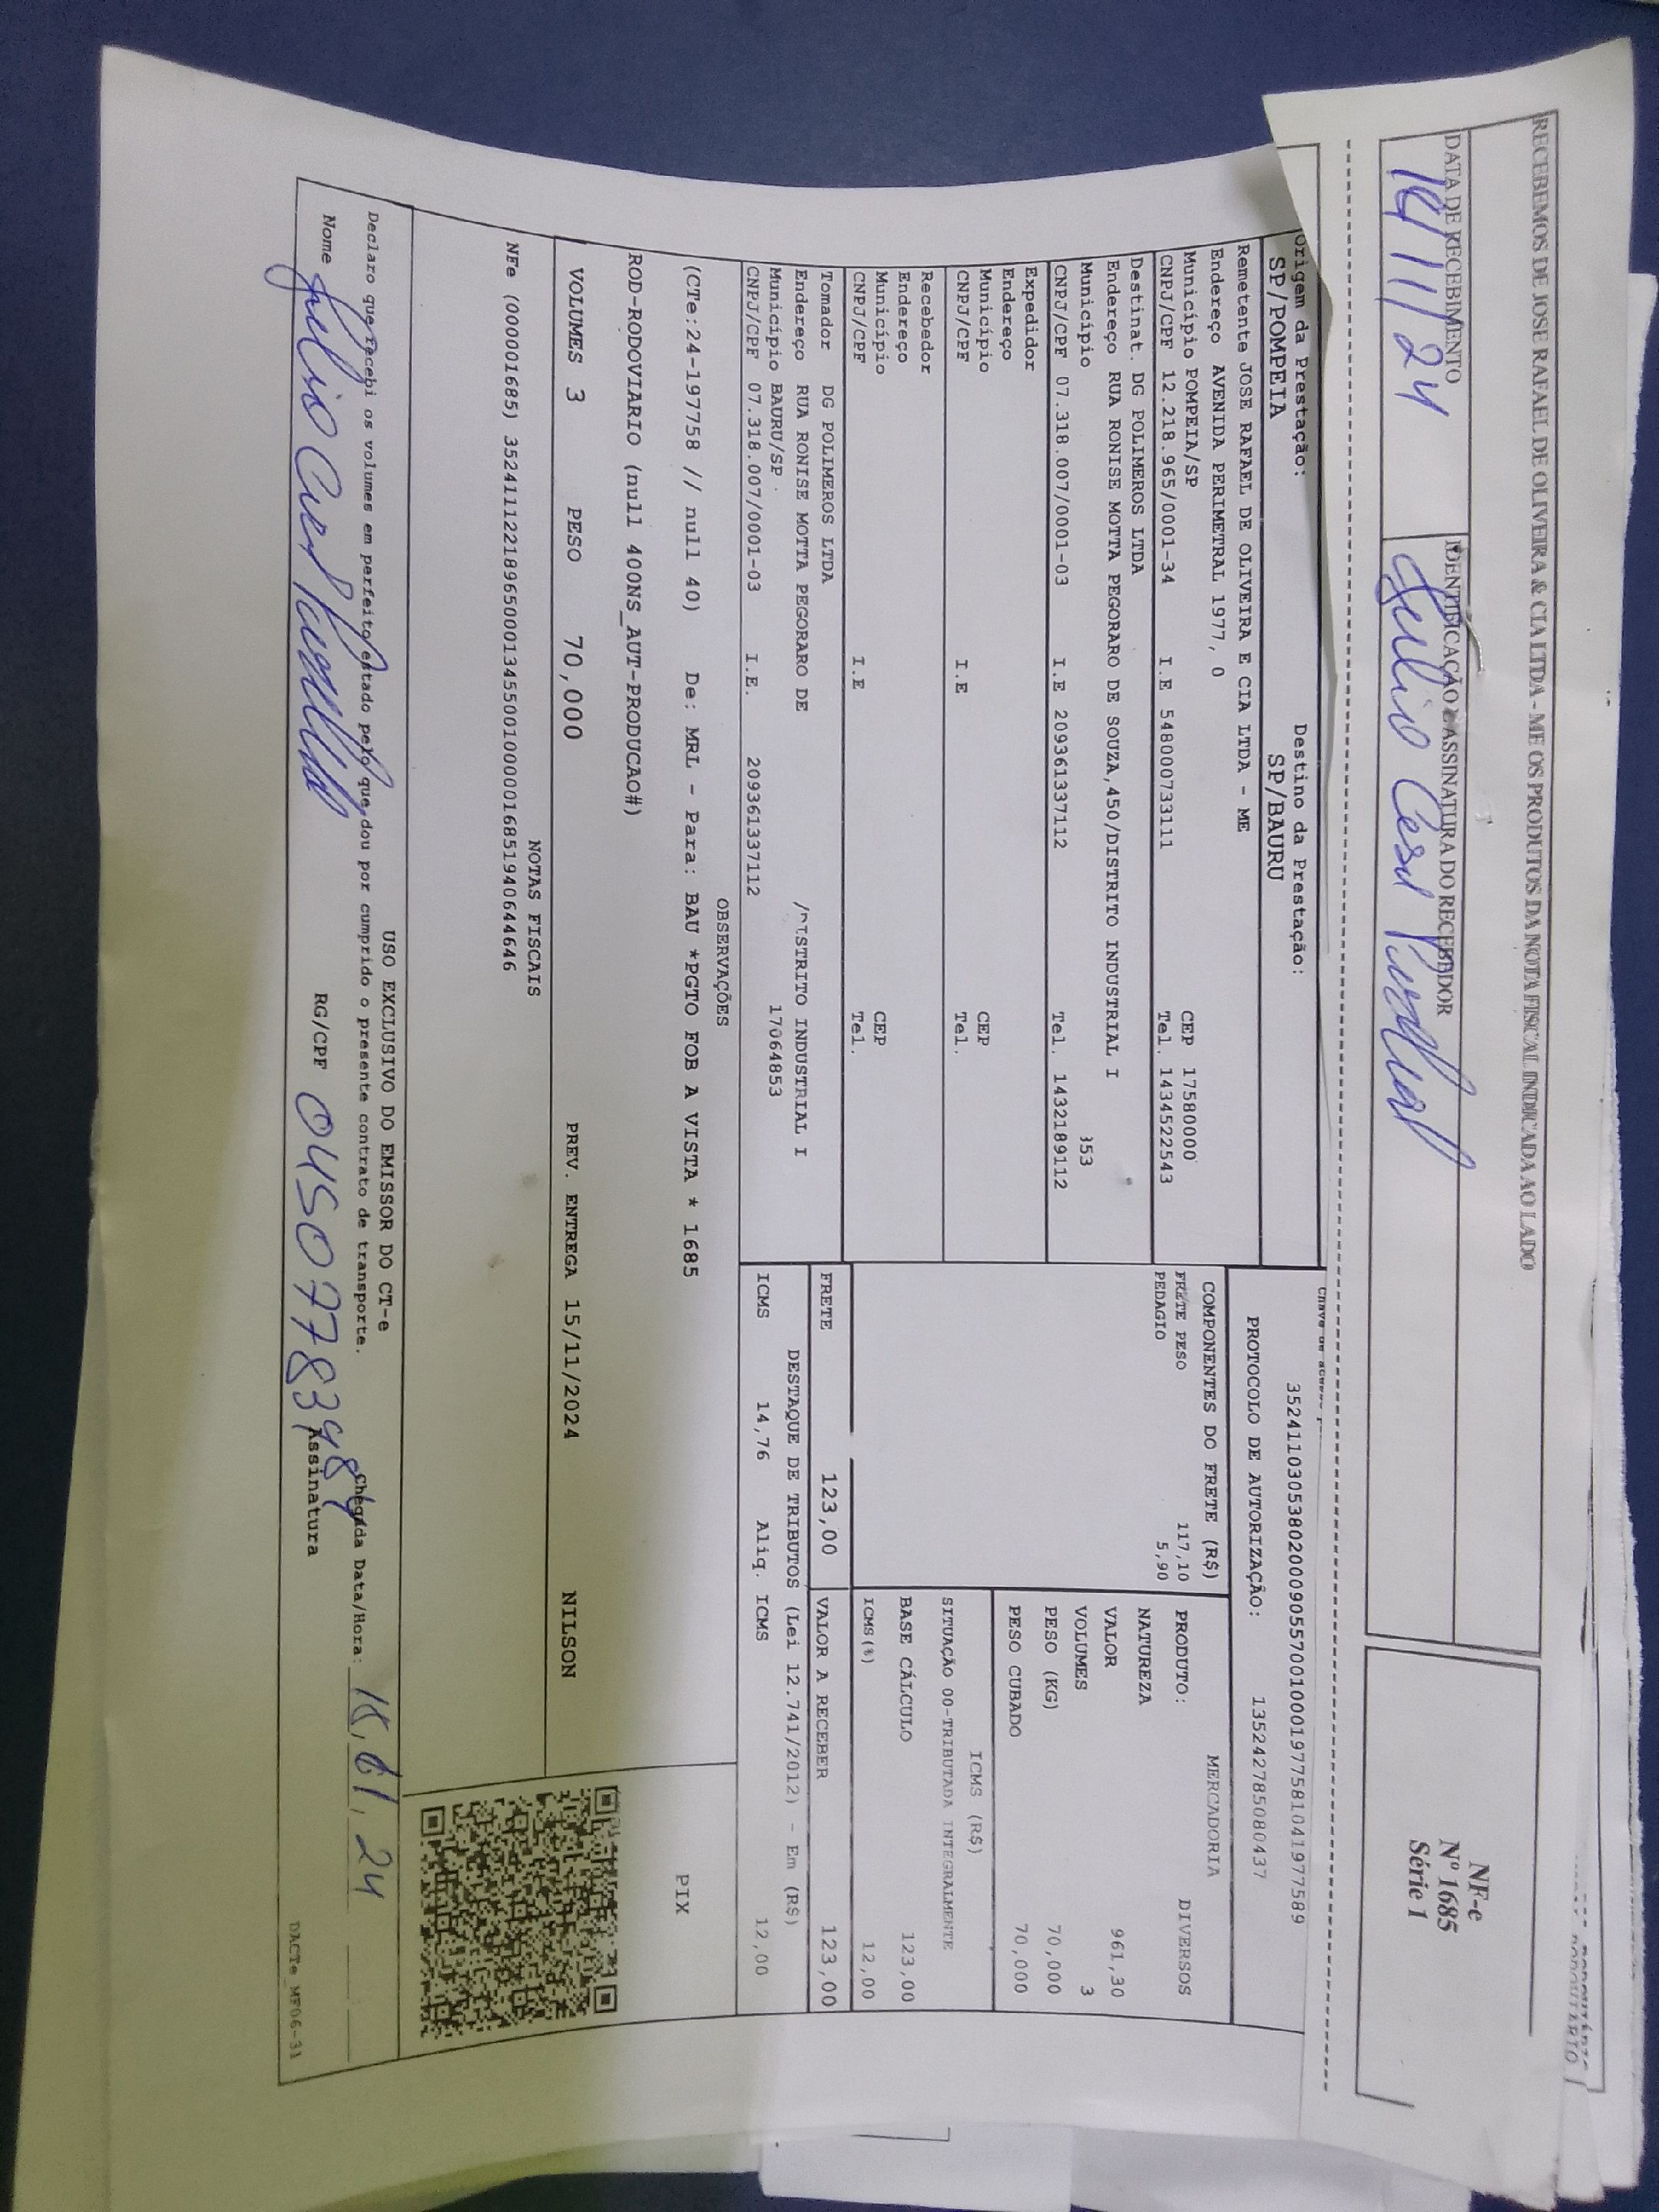 RECEBEMOS DE JOSE RAFAEL DE OLIVEIRA & CIA LTDA - ME OS PRODUTOS DA NOTA FISCAL INDICADA AO LADO
DATA DE RECEBIMENTO
14/11/24
IDENTIFICAÇÃO E ASSINATURA DO RECEBEDOR
NF-e
Nº 1685
Série 1
Origem da Prestação:
SP/POMPEIA
Destino da Prestação:
SP/BAURU
35241103053802000905570010001977581041977589
PROTOCOLO DE AUTORIZAÇÃO: 135242785080437
Remetente JOSE RAFAEL DE OLIVEIRA E CIA LTDA - ME
Endereço AVENIDA PERIMETRAL 1977, 0
Município POMPEIA/SP CEP 17580000
CNPJ/CPF 12.218.965/0001-34 I.E 548000733111 Tel. 1434522543
Destinat. DG POLIMEROS LTDA
Endereço RUA RONISE MOTTA PEGORARO DE SOUZA,450/DISTRITO INDUSTRIAL I
Município 353
CNPJ/CPF 07.318.007/0001-03 I.E 209361337112 Tel. 1432189112
Expedidor
Endereço
Município CEP
CNPJ/CPF I.E Tel.
Recebedor
Endereço
Município CEP
CNPJ/CPF I.E Tel.
Tomador DG POLIMEROS LTDA
Endereço RUA RONISE MOTTA PEGORARO DE /DISTRITO INDUSTRIAL I
Município BAURU/SP 17064853
CNPJ/CPF 07.318.007/0001-03 I.E. 209361337112
COMPONENTES DO FRETE (R$)
FRETE PESO 117,10
PEDAGIO 5,90
MERCADORIA
PRODUTO: DIVERSOS
NATUREZA
VALOR 961,30
VOLUMES 3
PESO (KG) 70,000
PESO CUBADO 70,000
ICMS (R$)
SITUAÇÃO 00-TRIBUTADA INTEGRALMENTE
BASE CÁLCULO 123,00
ICMS(%) 12,00
FRETE 123,00
VALOR A RECEBER 123,00
DESTAQUE DE TRIBUTOS (Lei 12.741/2012) - Em (R$)
ICMS 14,76 Aliq. ICMS 12,00
OBSERVAÇÕES
(CTe:24-197758 // null 40) De: MRL - Para: BAU *PGTO FOB A VISTA * 1685
ROD-RODOVIARIO (null 400NS_AUT-PRODUCAO#)
PIX
VOLUMES 3 PESO 70,000 PREV. ENTREGA 15/11/2024 NILSON
NOTAS FISCAIS
NFe (000001685) 35241112218965000134550010000016851940644646
USO EXCLUSIVO DO EMISSOR DO CT-e
Declaro que recebi os volumes em perfeito estado pelo que dou por cumprido o presente contrato de transporte.
Chegada Data/Hora:
Nome
RG/CPF
Assinatura
DACTe MF06-31